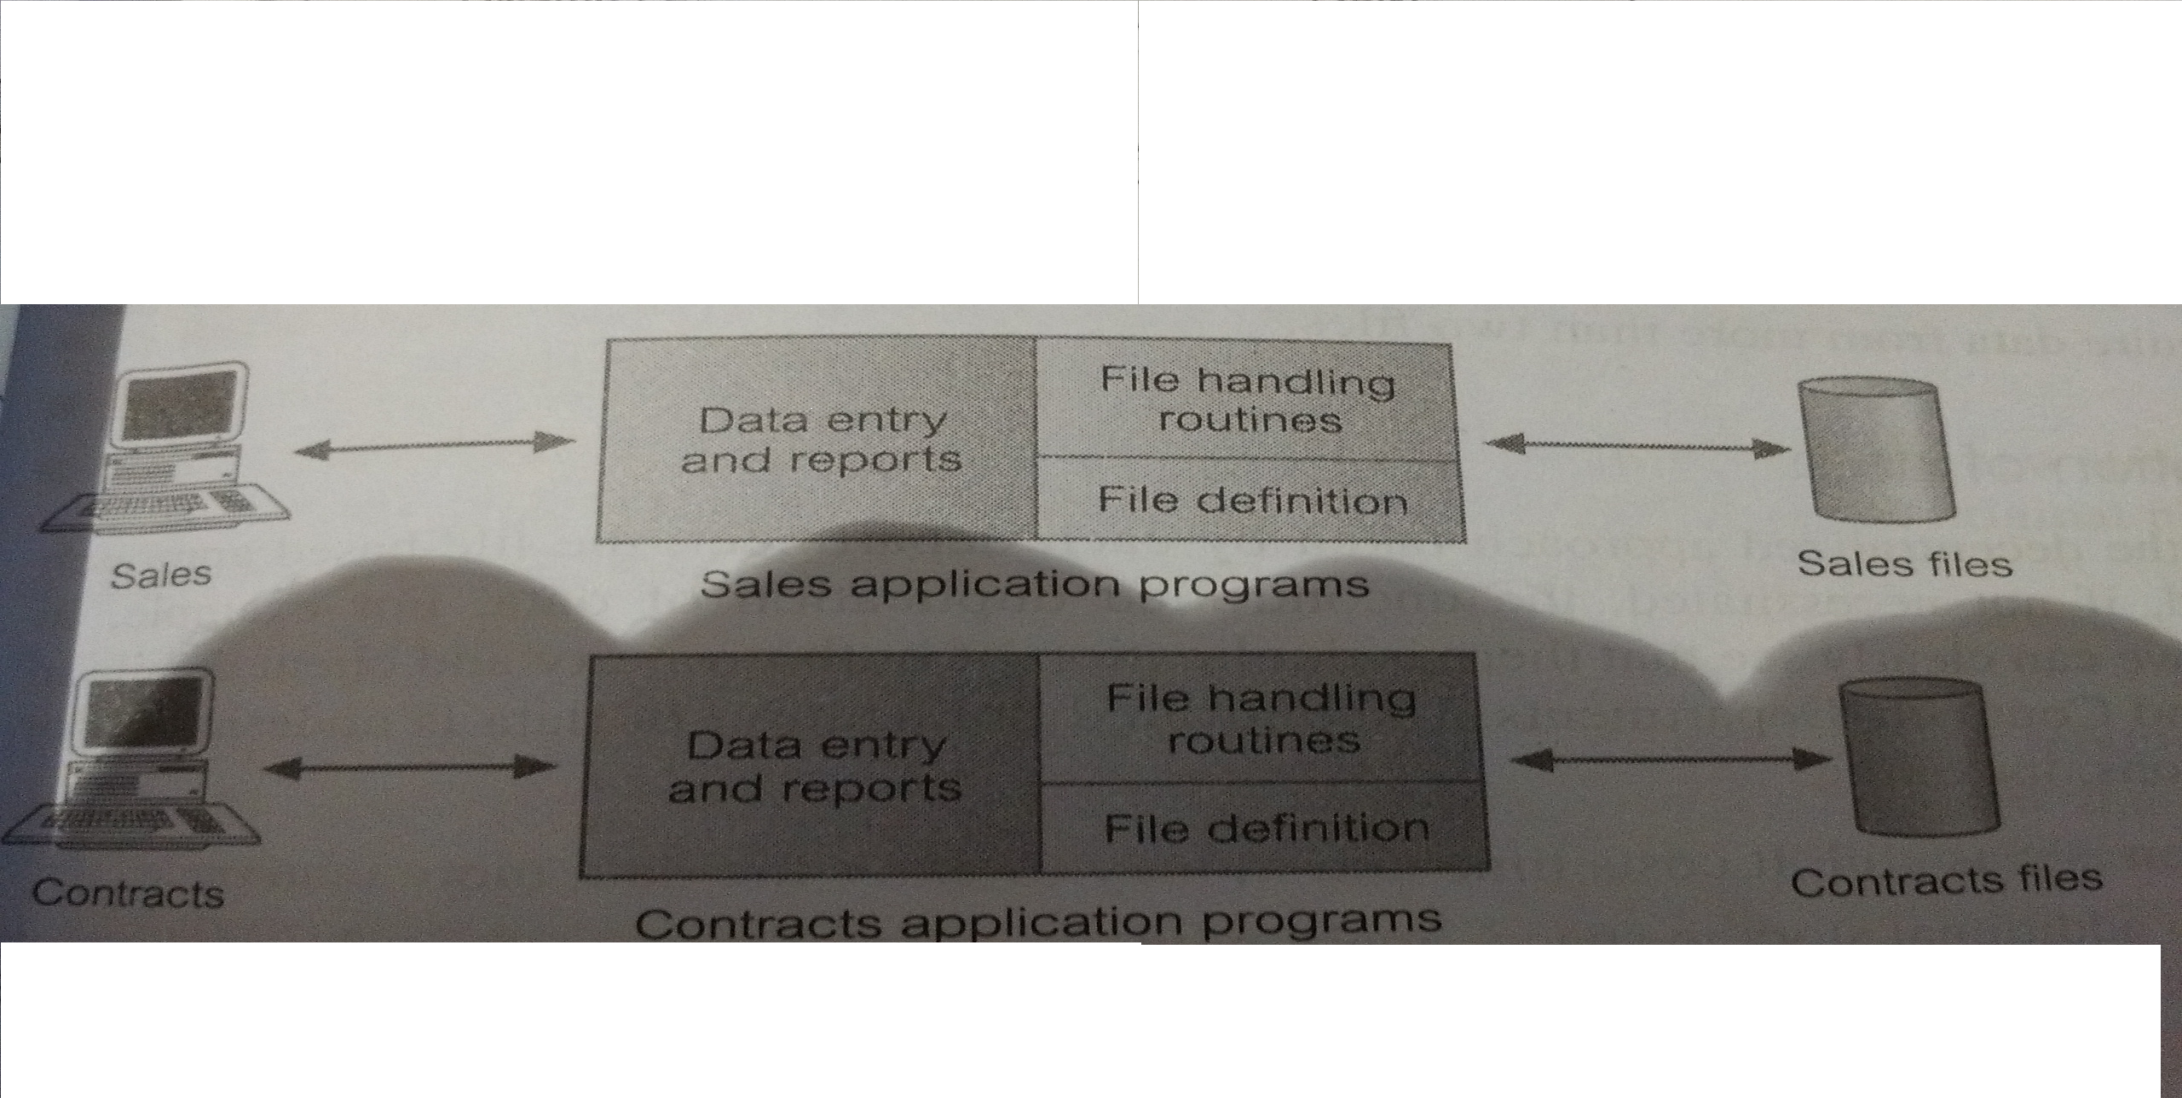 Data entry
and reports
File handling
routines
File definition
Sales
Sales application programs
Sales files
Data entry
and reports
File handling
routines
File definition
Contracts
Contracts application programs
Contracts files